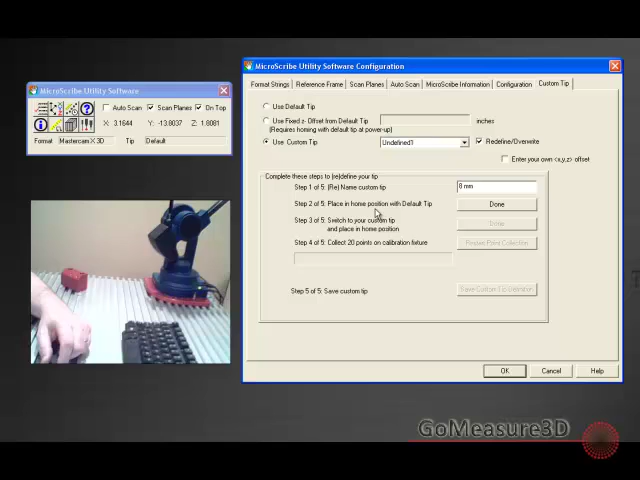 MicroScribe Utility Software
Auto Scan
Scan Planes
On Top
X: 3.1644
Y: -13.8037
Z: 1.8081
Format
Mastercam X 3D
Tip
Default
MicroScribe Utility Software Configuration
Format Strings
Reference Frame
Scan Planes
Auto Scan
MicroScribe Information
Configuration
Custom Tip
Use Default Tip
Use Fixed z- Offset from Default Tip
inches
(Requires homing with default tip at power-up)
Use Custom Tip
Undefined1
Redefine/Overwrite
Enter your own <x,y,z> offset
Complete these steps to (re)define your tip
Step 1 of 5: (Re) Name custom tip
8 mm
Step 2 of 5: Place in home position with Default Tip
Done
Step 3 of 5: Switch to your custom tip
and place in home position
Done
Step 4 of 5: Collect 20 points on calibration fixture
Restart Point Collection
Step 5 of 5: Save custom tip
Save Custom Tip Definition
OK
Cancel
Help
GoMeasure3D